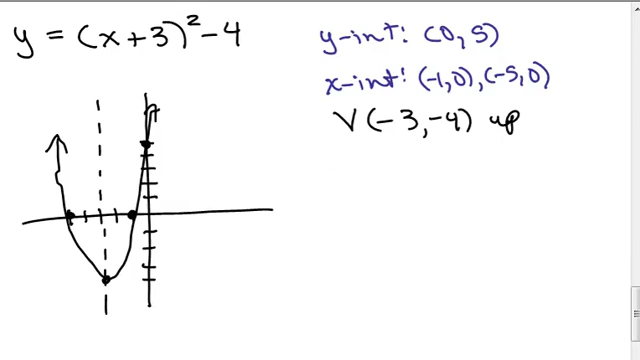 y = (x+3)² - 4
y-int: (0, 5)
x-int: (-1,0), (-5,0)
V (-3, -4) up